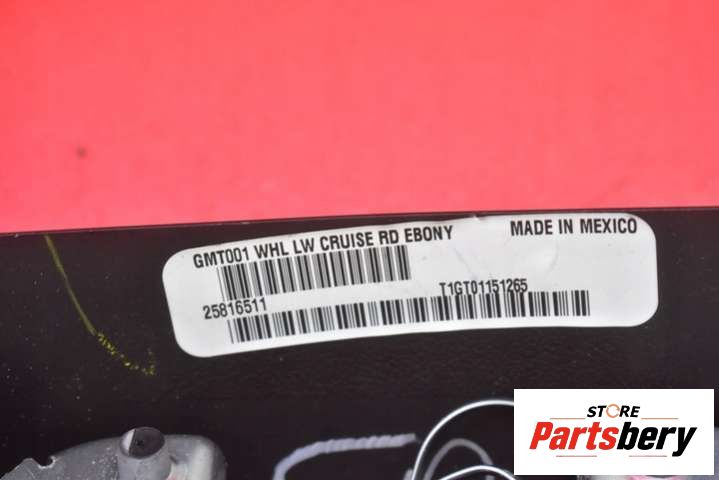 GMT001 WHL LW CRUISE RD EBONY MADE IN MEXICO
25816511 T1GT01151265
STORE
Partsbery